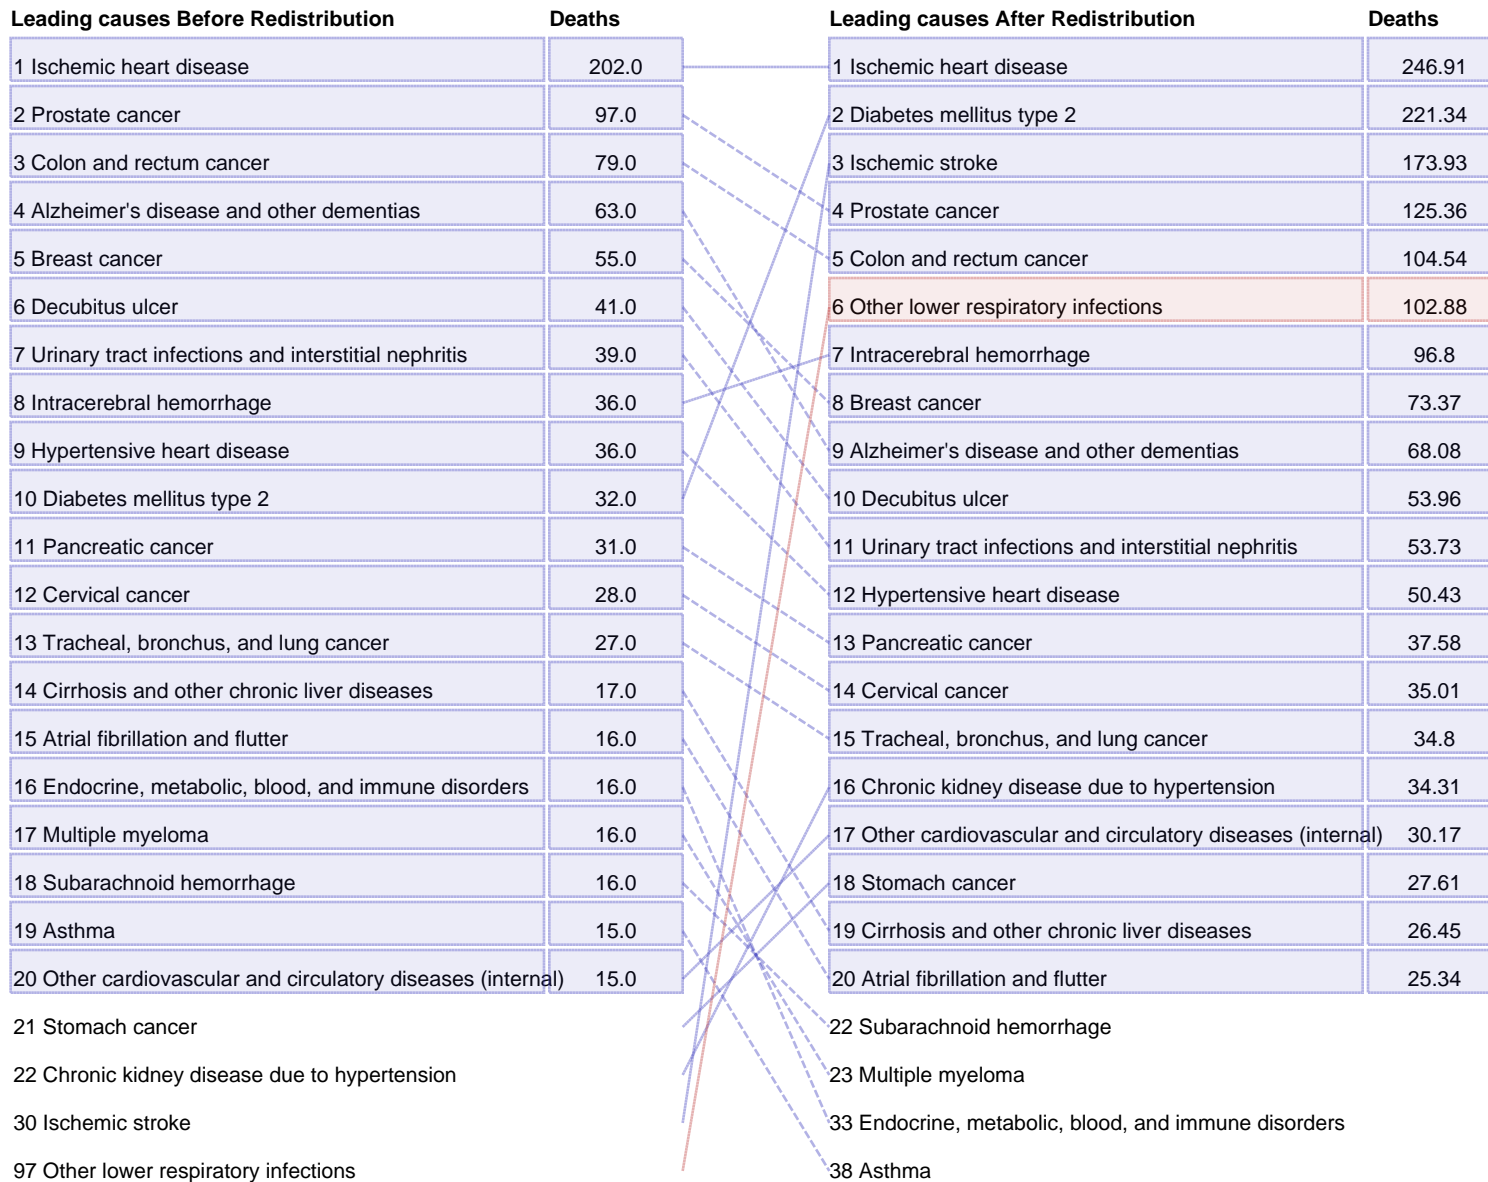 Leading causes Before Redistribution Deaths Leading causes After Redistribution Deaths
1 Ischemic heart disease 202.0 1 Ischemic heart disease 246.91
2 Prostate cancer 97.0 2 Diabetes mellitus type 2 221.34
3 Colon and rectum cancer 79.0 3 Ischemic stroke 173.93
4 Alzheimer's disease and other dementias 63.0 4 Prostate cancer 125.36
5 Breast cancer 55.0 5 Colon and rectum cancer 104.54
6 Decubitus ulcer 41.0 6 Other lower respiratory infections 102.88
7 Urinary tract infections and interstitial nephritis 39.0 7 Intracerebral hemorrhage 96.8
8 Intracerebral hemorrhage 36.0 8 Breast cancer 73.37
9 Hypertensive heart disease 36.0 9 Alzheimer's disease and other dementias 68.08
10 Diabetes mellitus type 2 32.0 10 Decubitus ulcer 53.96
11 Pancreatic cancer 31.0 11 Urinary tract infections and interstitial nephritis 53.73
12 Cervical cancer 28.0 12 Hypertensive heart disease 50.43
13 Tracheal, bronchus, and lung cancer 27.0 13 Pancreatic cancer 37.58
14 Cirrhosis and other chronic liver diseases 17.0 14 Cervical cancer 35.01
15 Atrial fibrillation and flutter 16.0 15 Tracheal, bronchus, and lung cancer 34.8
16 Endocrine, metabolic, blood, and immune disorders 16.0 16 Chronic kidney disease due to hypertension 34.31
17 Multiple myeloma 16.0 17 Other cardiovascular and circulatory diseases (internal) 30.17
18 Subarachnoid hemorrhage 16.0 18 Stomach cancer 27.61
19 Asthma 15.0 19 Cirrhosis and other chronic liver diseases 26.45
20 Other cardiovascular and circulatory diseases (internal) 15.0 20 Atrial fibrillation and flutter 25.34
21 Stomach cancer 22 Subarachnoid hemorrhage
22 Chronic kidney disease due to hypertension 23 Multiple myeloma
30 Ischemic stroke 33 Endocrine, metabolic, blood, and immune disorders
97 Other lower respiratory infections 38 Asthma